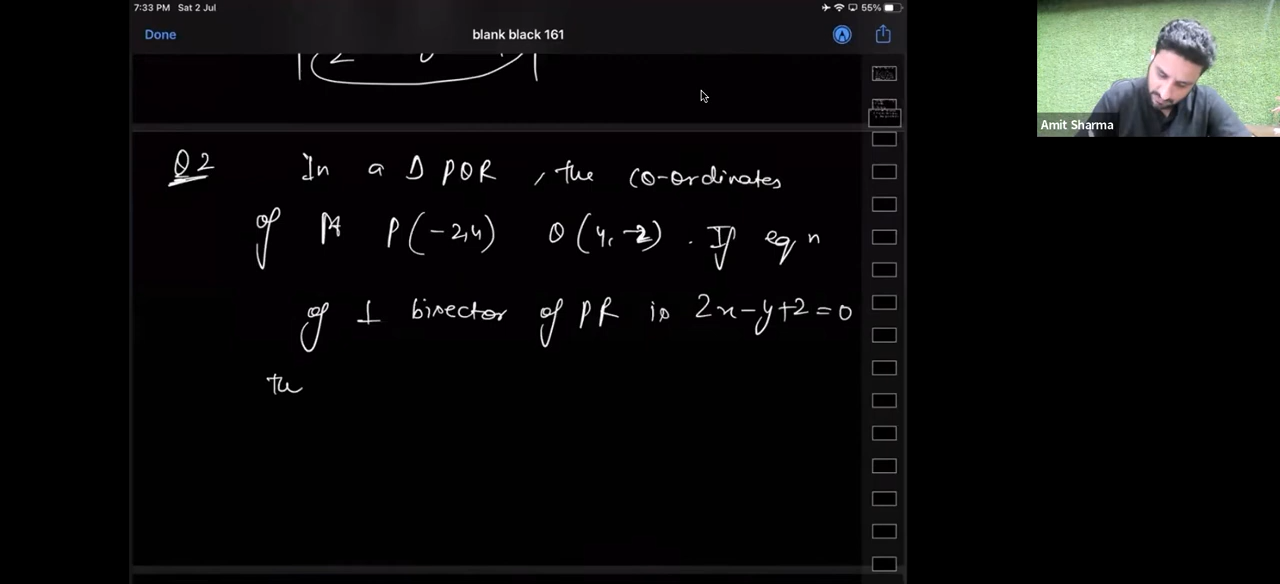 7:33 PM Sat 2 Jul
55%
Done
blank black 161
Amit Sharma
Q2 In a Δ PQR, the co-ordinates
of P(-2,4) Q(4,-2). If eqn
of ⊥ bisector of PR is 2x-y+2=0
the